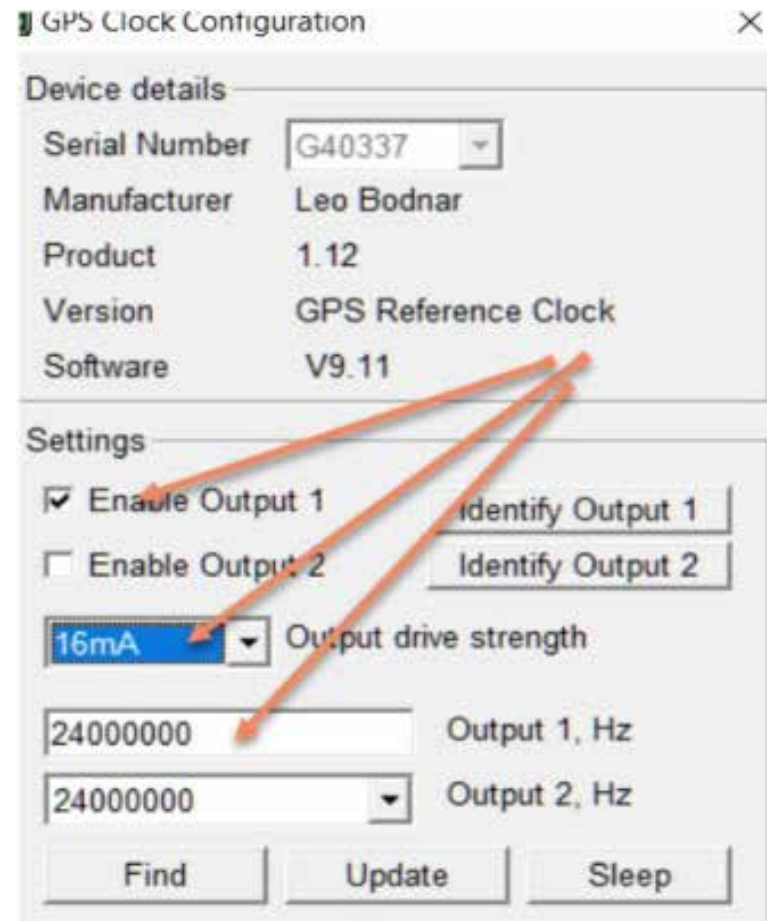 GPS Clock Configuration
Device details
Serial Number G40337
Manufacturer Leo Bodnar
Product 1.12
Version GPS Reference Clock
Software V9.11
Settings
Enable Output 1 Identify Output 1
Enable Output 2 Identify Output 2
16mA Output drive strength
24000000 Output 1, Hz
24000000 Output 2, Hz
Find Update Sleep